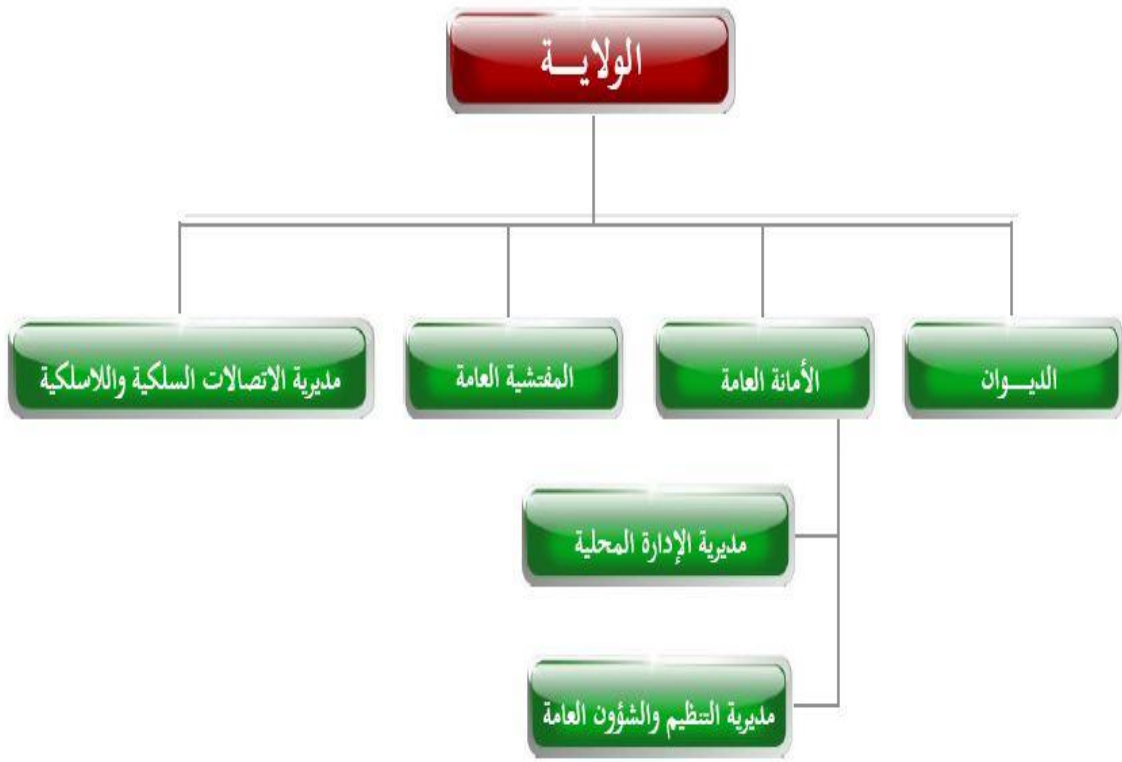 الولايــة
الديــوان
الأمانة العامة
المفتشية العامة
مديرية الاتصالات السلكية واللاسلكية
مديرية الإدارة المحلية
مديرية التنظيم والشؤون العامة